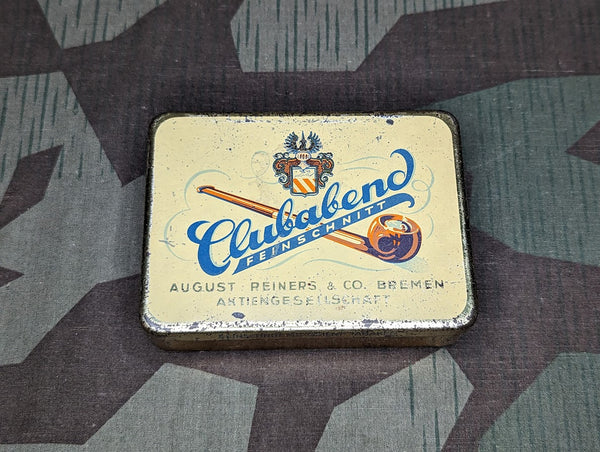 Clubabend
FEINSCHNITT
AUGUST REINERS & CO. BREMEN
AKTIENGESELLSCHAFT